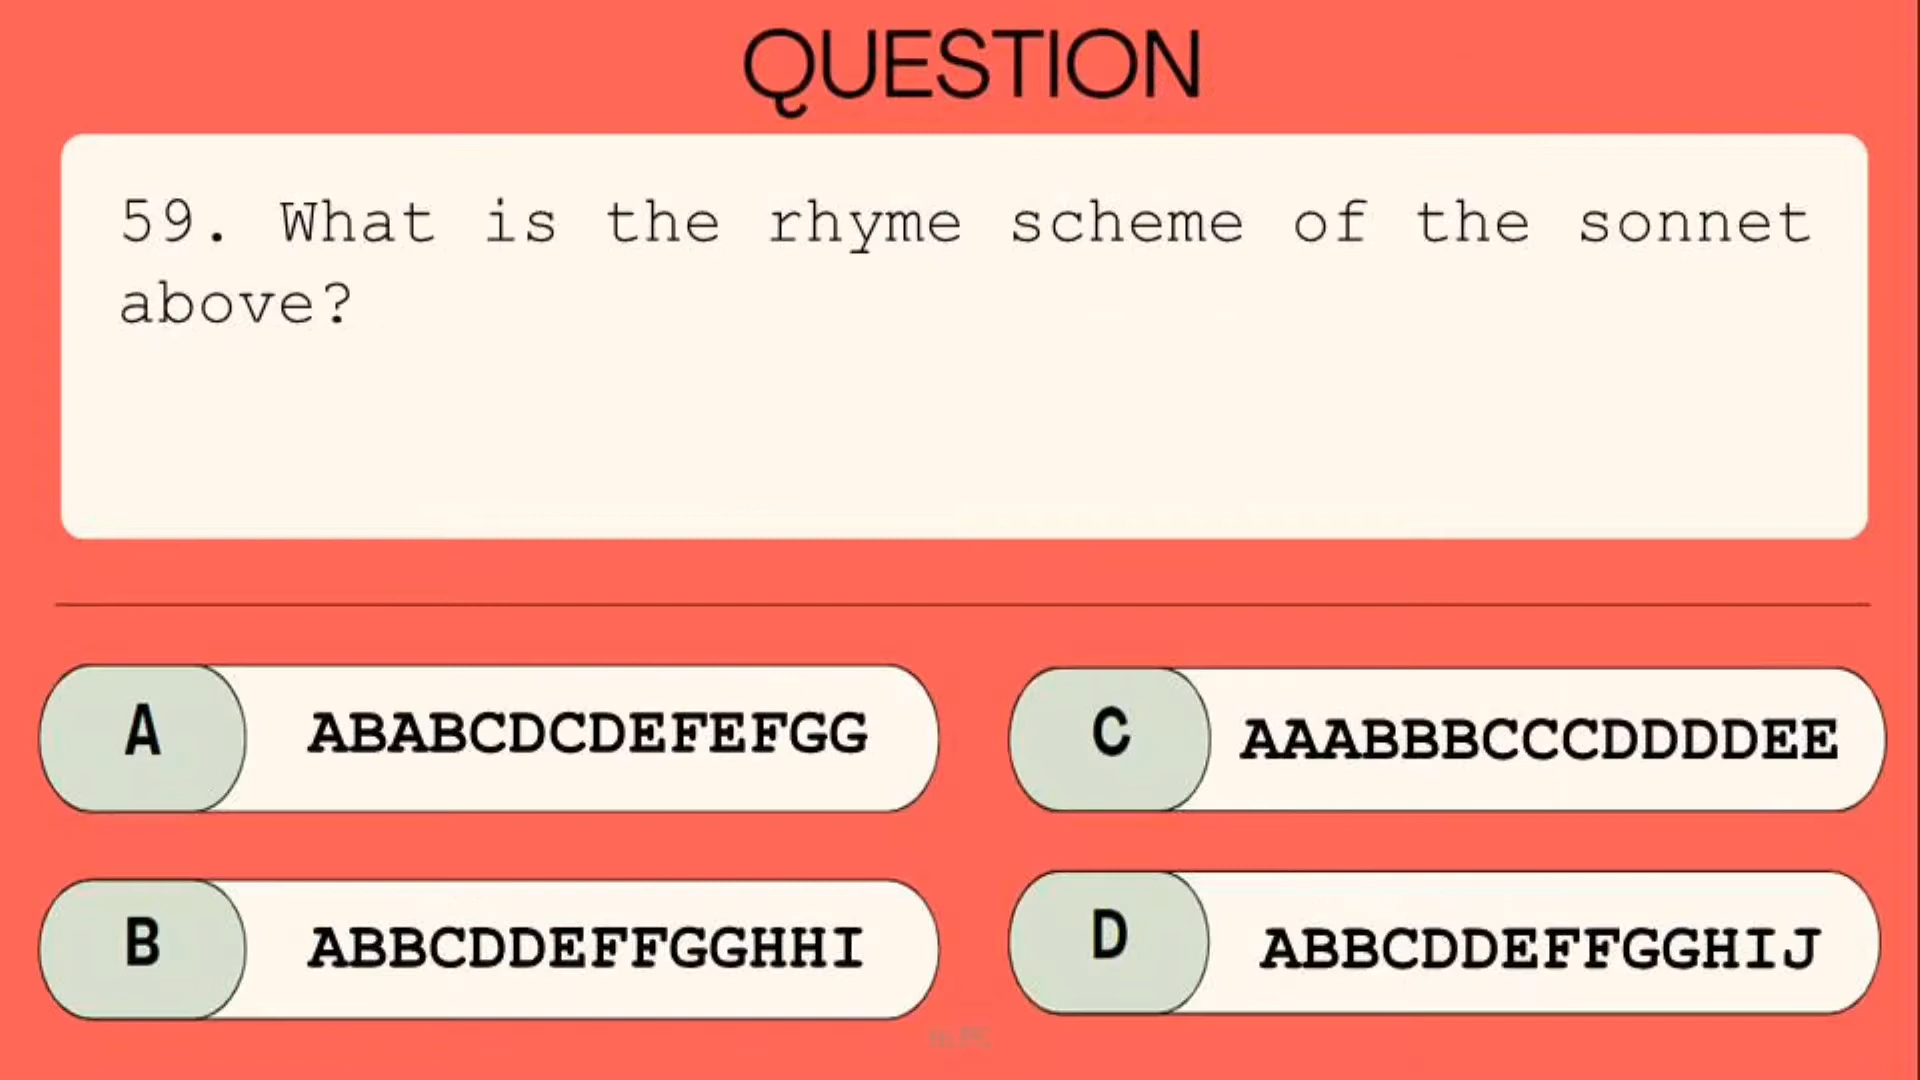 QUESTION
59. What is the rhyme scheme of the sonnet
above?
A ABABCDCDEFEFGG
C AAABBBCCCDDDDEE
B ABBCDDEFFGGHHI
D ABBCDDEFFGGHIJ